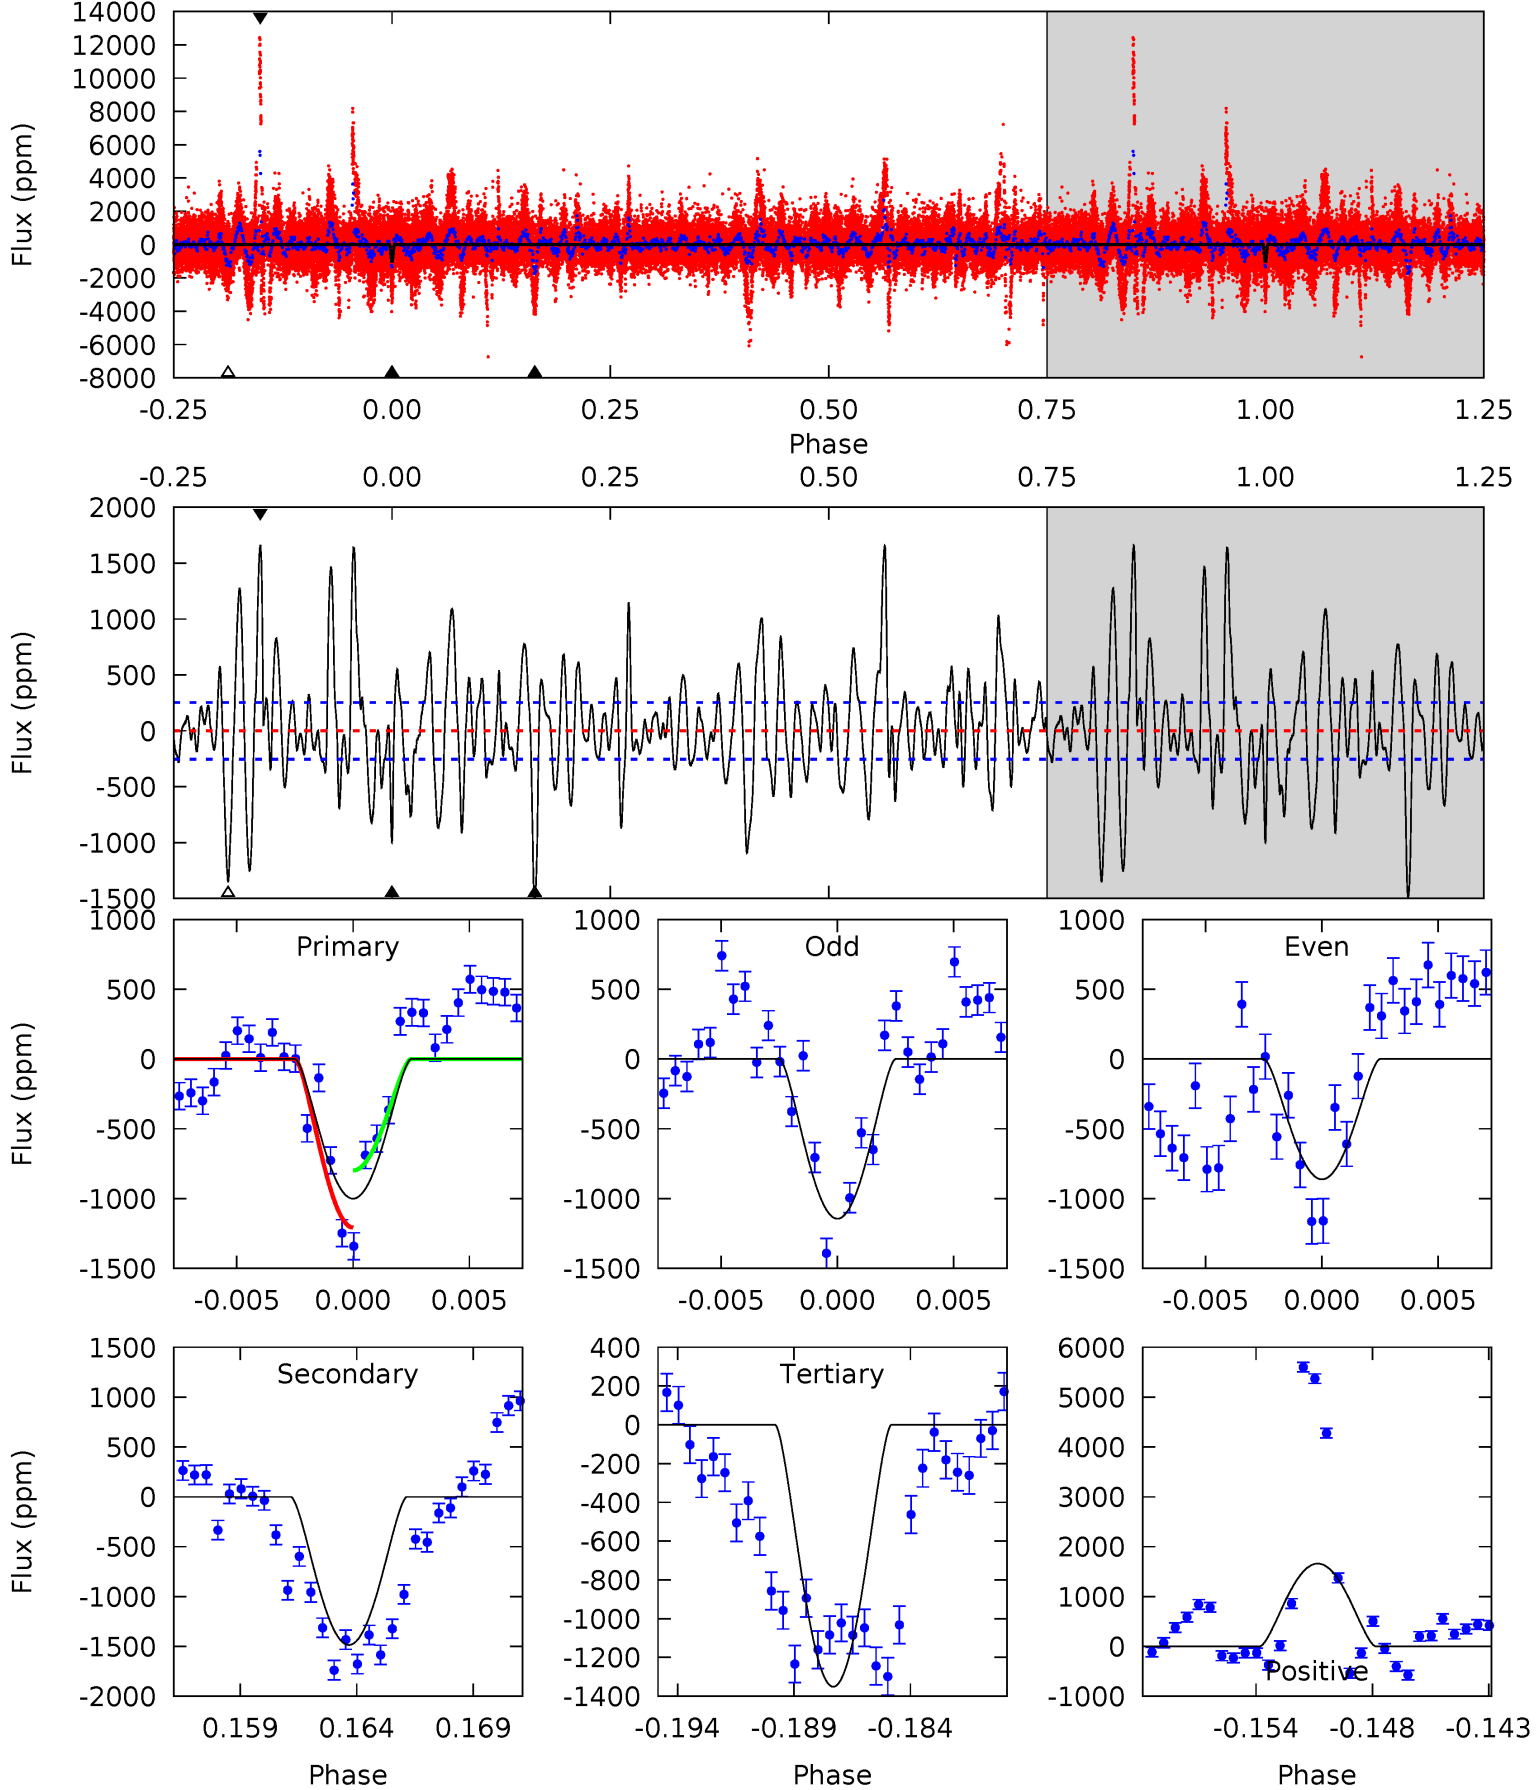 14000
12000
10000
8000
6000
4000
2000
0
-2000
-4000
-6000
-8000
Flux (ppm)
-0.25 0.00 0.25 0.50 0.75 1.00 1.25
Phase
-0.25 0.00 0.25 0.50 0.75 1.00 1.25
2000
1500
1000
500
0
-500
-1000
-1500
Flux (ppm)
1000
500
0
-500
-1000
-1500
Flux (ppm)
Primary
-0.005 0.000 0.005
1000
500
0
-500
-1000
-1500
Odd
-0.005 0.000 0.005
1000
500
0
-500
-1000
-1500
Even
-0.005 0.000 0.005
1500
1000
500
0
-500
-1000
-1500
-2000
Flux (ppm)
Secondary
0.159 0.164 0.169
Phase
400
200
0
-200
-400
-600
-800
-1000
-1200
-1400
Tertiary
-0.194 -0.189 -0.184
Phase
6000
5000
4000
3000
2000
1000
0
-1000
Positive
-0.154 -0.148 -0.143
Phase